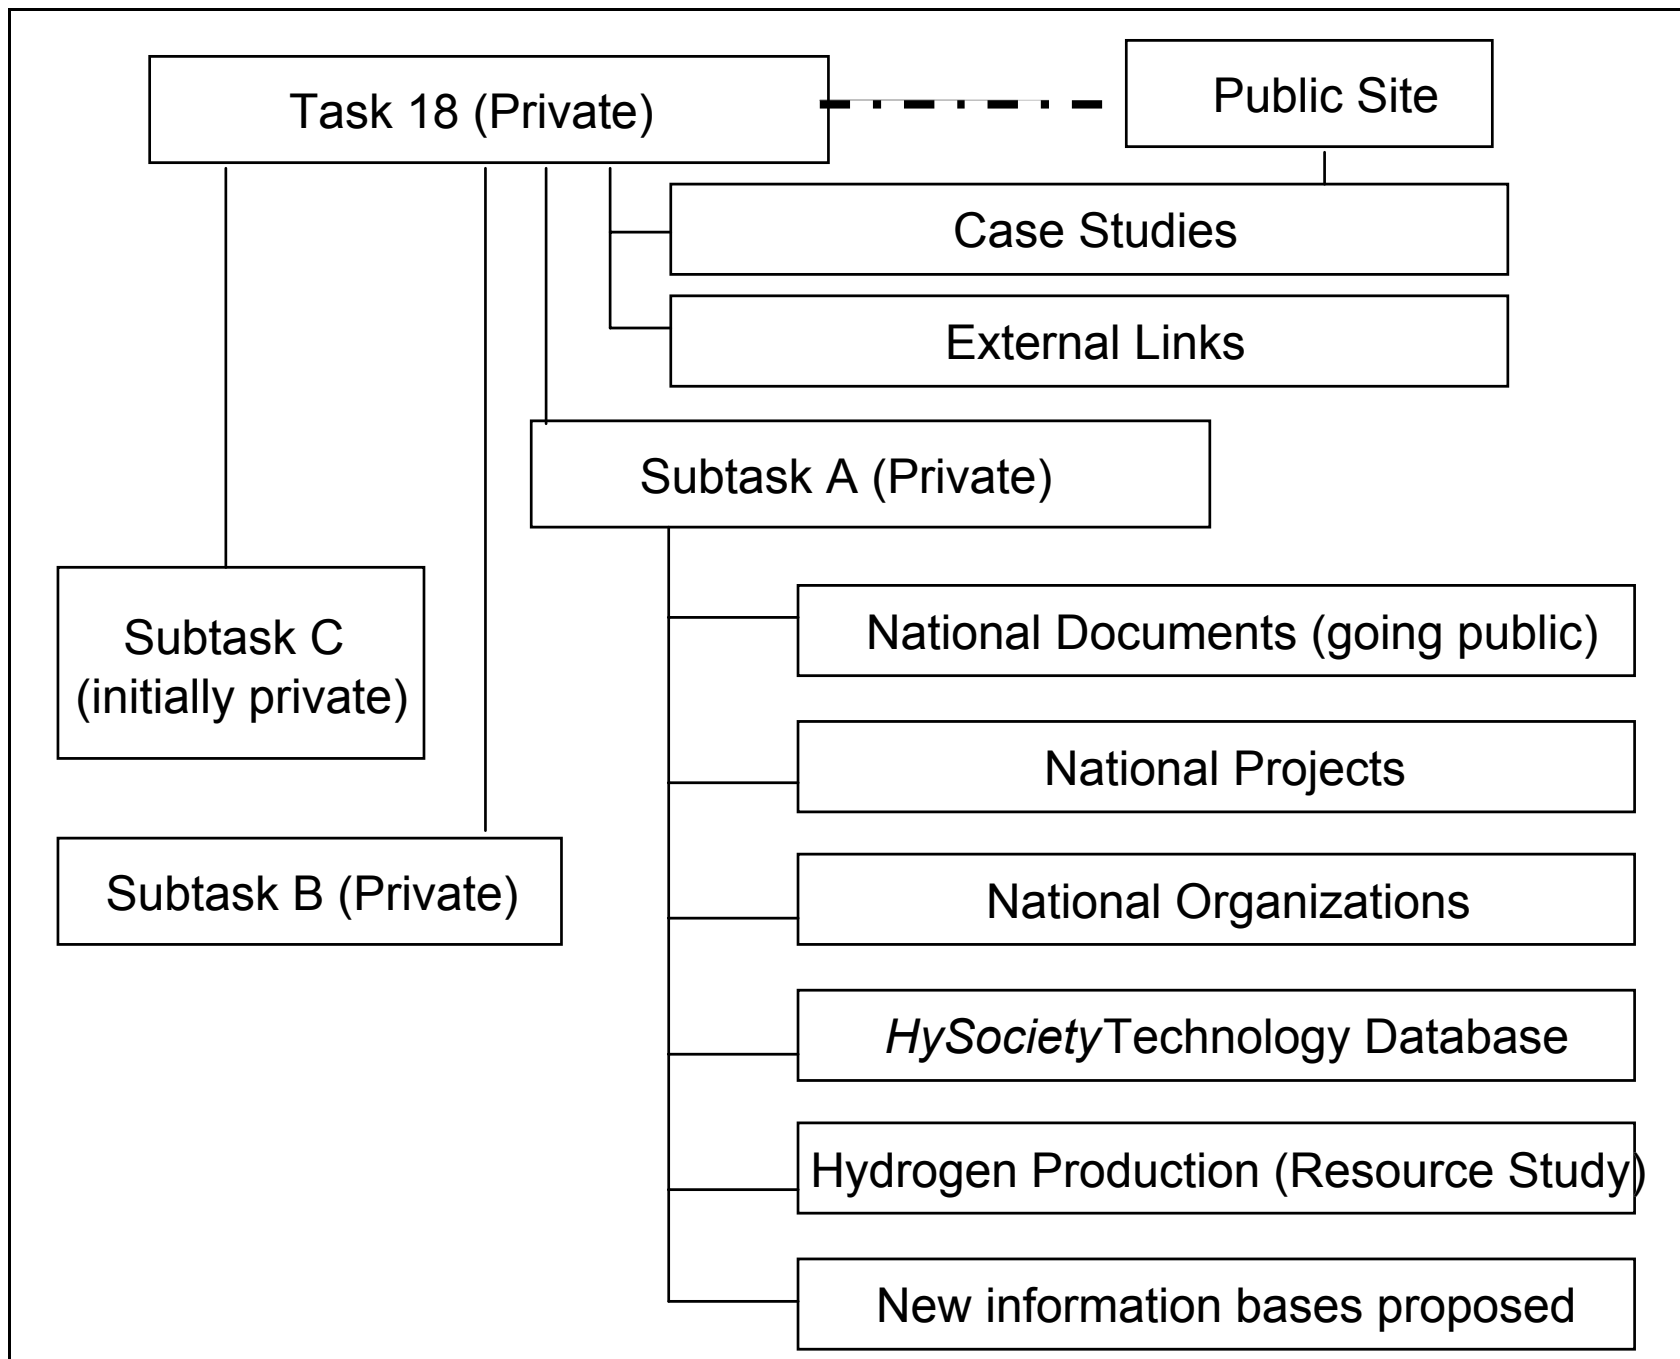 Task 18 (Private)
Public Site
Case Studies
External Links
Subtask A (Private)
Subtask C
(initially private)
National Documents (going public)
National Projects
Subtask B (Private)
National Organizations
HySociety Technology Database
Hydrogen Production (Resource Study)
New information bases proposed